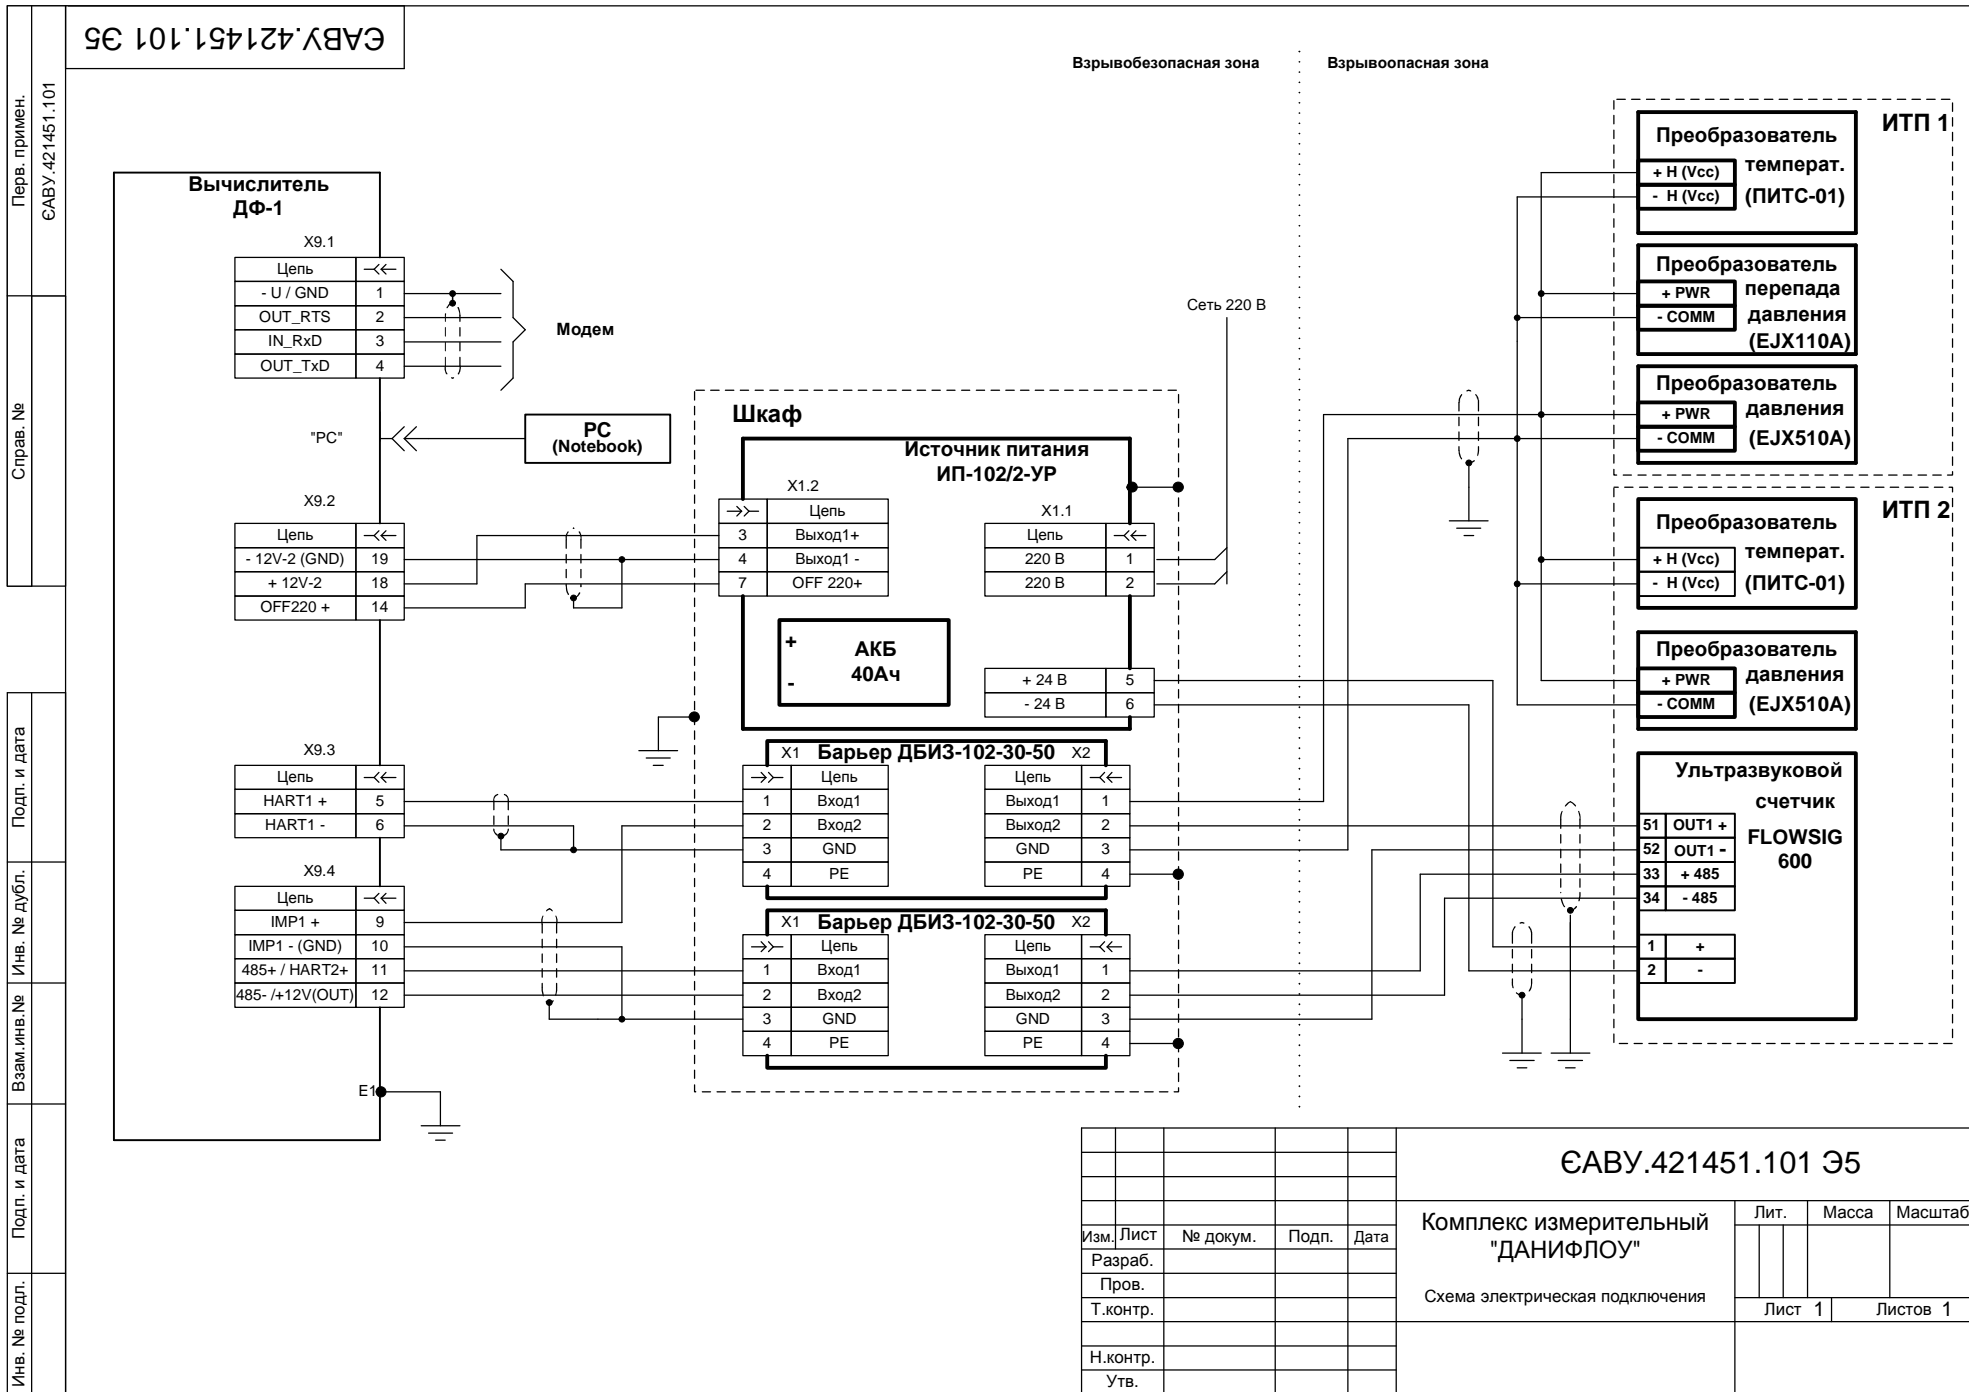 ЄАВУ.421451.101 Э5
Перв. примен.
ЄАВУ.421451.101
Справ. №
Подп. и дата
Инв. № дубл.
Взам.инв.№
Подп. и дата
Инв. № подл.
Взрывобезопасная зона
Взрывоопасная зона
Вычислитель
ДФ-1
X9.1
Цепь
- U / GND 1
OUT_RTS 2
IN_RxD 3
OUT_TxD 4
Модем
"PC"
PC
(Notebook)
X9.2
Цепь
- 12V-2 (GND) 19
+ 12V-2 18
OFF220 + 14
X9.3
Цепь
HART1 + 5
HART1 - 6
X9.4
Цепь
IMP1 + 9
IMP1 - (GND) 10
485+ / HART2+ 11
485- /+12V(OUT) 12
E1
Сеть 220 В
Шкаф
Источник питания
ИП-102/2-УР
X1.2
Цепь
3 Выход1+
4 Выход1 -
7 OFF 220+
X1.1
Цепь
220 В 1
220 В 2
+
-
АКБ
40Ач
+ 24 В 5
- 24 В 6
X1 Барьер ДБИЗ-102-30-50 X2
Цепь Цепь
1 Вход1 Выход1 1
2 Вход2 Выход2 2
3 GND GND 3
4 PE PE 4
X1 Барьер ДБИЗ-102-30-50 X2
Цепь Цепь
1 Вход1 Выход1 1
2 Вход2 Выход2 2
3 GND GND 3
4 PE PE 4
ИТП 1
Преобразователь
температ.
(ПИТС-01)
+ H (Vcc)
- H (Vcc)
Преобразователь
перепада
давления
(EJX110A)
+ PWR
- COMM
Преобразователь
давления
(EJX510A)
+ PWR
- COMM
ИТП 2
Преобразователь
температ.
(ПИТС-01)
+ H (Vcc)
- H (Vcc)
Преобразователь
давления
(EJX510A)
+ PWR
- COMM
Ультразвуковой
счетчик
FLOWSIG
600
51 OUT1 +
52 OUT1 -
33 + 485
34 - 485
1 +
2 -
ЄАВУ.421451.101 Э5
Изм. Лист № докум. Подп. Дата
Разраб.
Пров.
Т.контр.
Н.контр.
Утв.
Комплекс измерительный
"ДАНИФЛОУ"
Схема электрическая подключения
Лит. Масса Масштаб
Лист 1 Листов 1